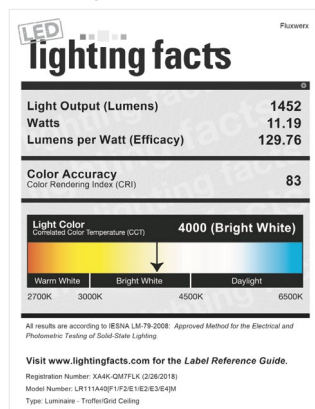 Fluxwerx
LED
lighting facts
Light Output (Lumens) 1452
Watts 11.19
Lumens per Watt (Efficacy) 129.76
Color Accuracy
Color Rendering Index (CRI) 83
Light Color
Correlated Color Temperature (CCT) 4000 (Bright White)
Warm White Bright White Daylight
2700K 3000K 4500K 6500K
All results are according to IESNA LM-79-2008: Approved Method for the Electrical and
Photometric Testing of Solid-State Lighting.
Visit www.lightingfacts.com for the Label Reference Guide.
Registration Number: XA4K-QM7FLK (2/26/2018)
Model Number: LR111A40[F1/F2/E1/E2/E3/E4]M
Type: Luminaire - Troffer/Grid Ceiling